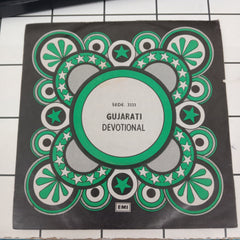 SEDE. 3333
GUJARATI
DEVOTIONAL
EMI